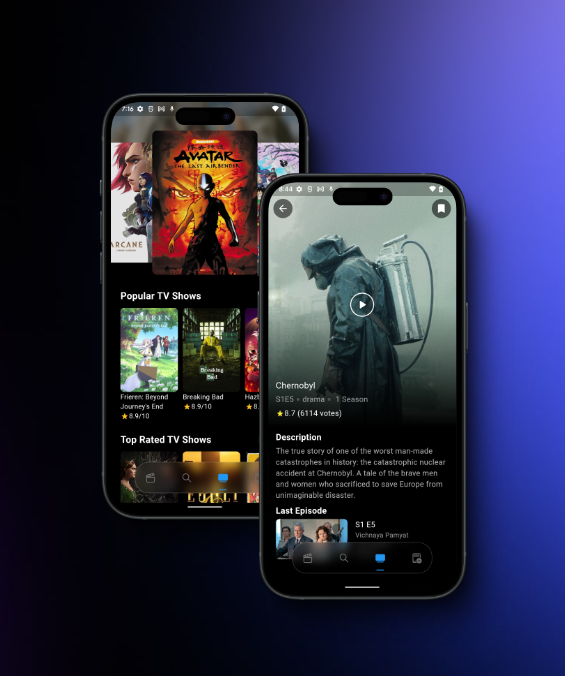 7:16
ARCANE
AVATAR
THE LAST AIRBENDER
Popular TV Shows
FRIEREN
Breaking
Bad
Frieren: Beyond
Journey's End
8.9/10
Breaking Bad
8.9/10
Hazt
8.
Top Rated TV Shows
8:44
Chernobyl
S1E5 • drama • 1 Season
8.7 (6114 votes)
Description
The true story of one of the worst man-made
catastrophes in history: the catastrophic nuclear
accident at Chernobyl. A tale of the brave men
and women who sacrificed to save Europe from
unimaginable disaster.
Last Episode
S1 E5
Vichnaya Pamyat